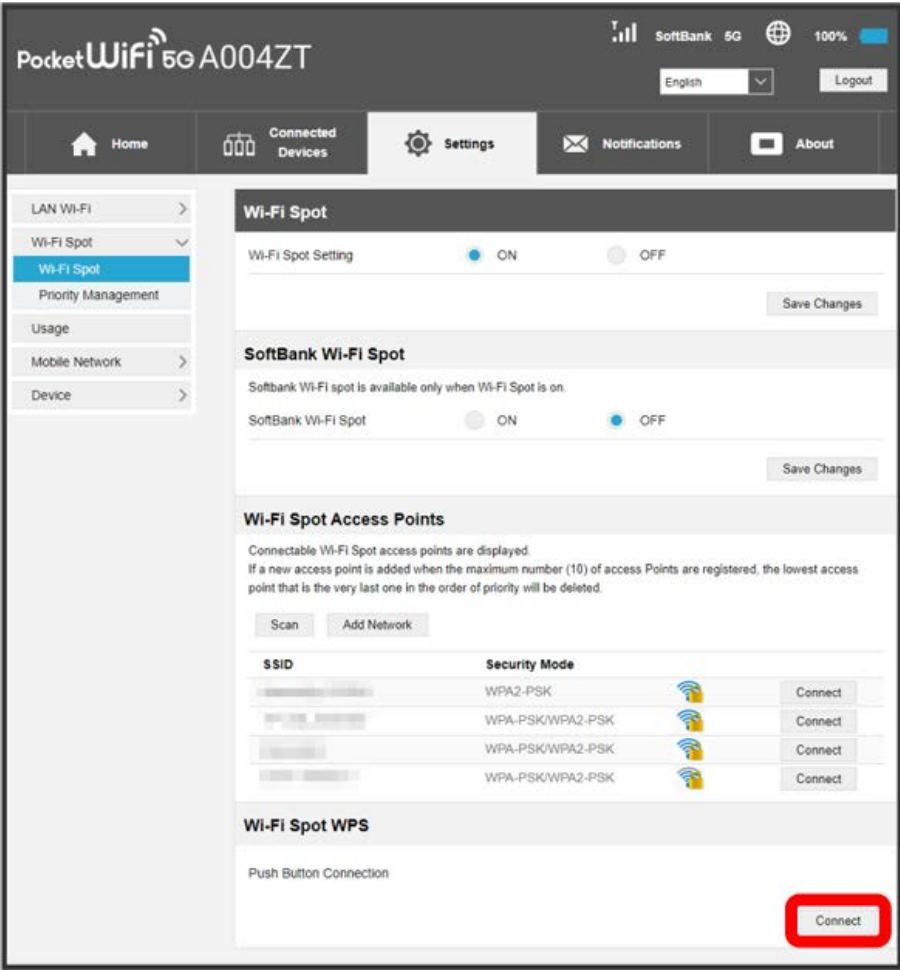 Pocket WiFi 5G A004ZT
SoftBank 5G 100%
English
Logout
Home
Connected Devices
Settings
Notifications
About
LAN Wi-Fi
Wi-Fi Spot
Wi-Fi Spot
Priority Management
Usage
Mobile Network
Device
Wi-Fi Spot
Wi-Fi Spot Setting ON OFF
Save Changes
SoftBank Wi-Fi Spot
Softbank Wi-Fi spot is available only when Wi-Fi Spot is on.
SoftBank Wi-Fi Spot ON OFF
Save Changes
Wi-Fi Spot Access Points
Connectable Wi-Fi Spot access points are displayed.
If a new access point is added when the maximum number (10) of access Points are registered, the lowest access
point that is the very last one in the order of priority will be deleted.
Scan Add Network
SSID Security Mode
WPA2-PSK Connect
WPA-PSK/WPA2-PSK Connect
WPA-PSK/WPA2-PSK Connect
WPA-PSK/WPA2-PSK Connect
Wi-Fi Spot WPS
Push Button Connection
Connect